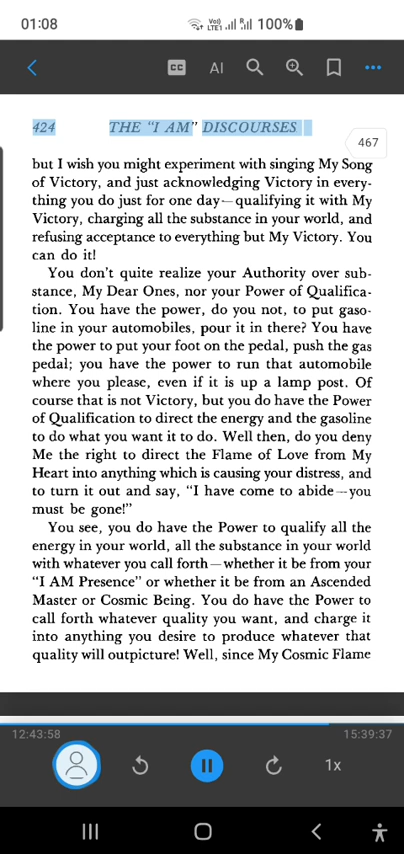 01:08
Vo)) LTE1 R 100%
CC AI
424 THE “I AM” DISCOURSES
467
but I wish you might experiment with singing My Song
of Victory, and just acknowledging Victory in every-
thing you do just for one day—qualifying it with My
Victory, charging all the substance in your world, and
refusing acceptance to everything but My Victory. You
can do it!
You don’t quite realize your Authority over sub-
stance, My Dear Ones, nor your Power of Qualifica-
tion. You have the power, do you not, to put gaso-
line in your automobiles, pour it in there? You have
the power to put your foot on the pedal, push the gas
pedal; you have the power to run that automobile
where you please, even if it is up a lamp post. Of
course that is not Victory, but you do have the Power
of Qualification to direct the energy and the gasoline
to do what you want it to do. Well then, do you deny
Me the right to direct the Flame of Love from My
Heart into anything which is causing your distress, and
to turn it out and say, “I have come to abide—you
must be gone!”
You see, you do have the Power to qualify all the
energy in your world, all the substance in your world
with whatever you call forth—whether it be from your
“I AM Presence” or whether it be from an Ascended
Master or Cosmic Being. You do have the Power to
call forth whatever quality you want, and charge it
into anything you desire to produce whatever that
quality will outpicture! Well, since My Cosmic Flame
12:43:58 15:39:37
1x